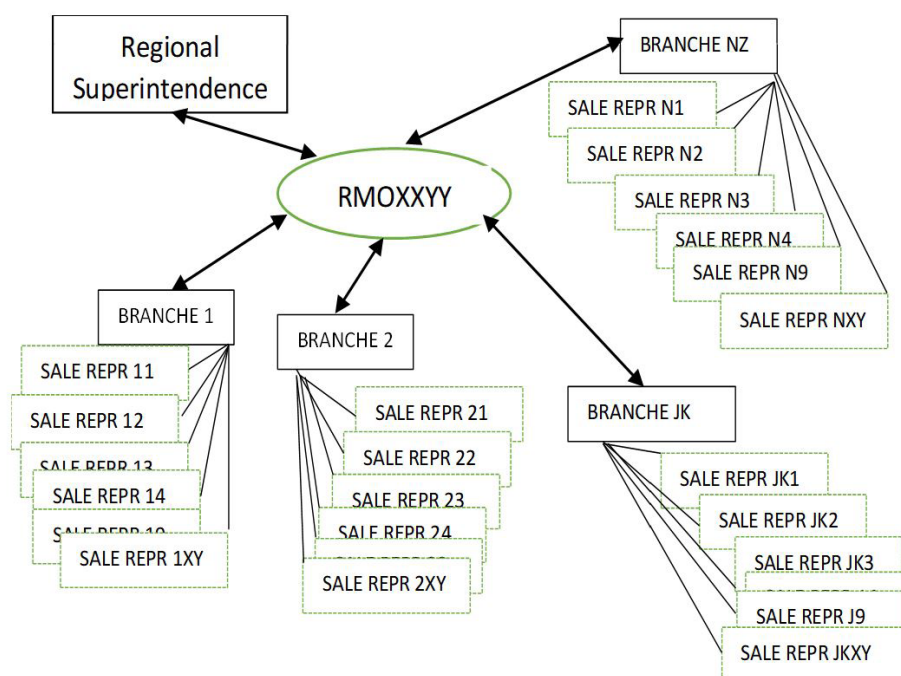 Regional
Superintendence
BRANCHE NZ
SALE REPR N1
SALE REPR N2
SALE REPR N3
SALE REPR N4
SALE REPR N9
SALE REPR NXY
RMOXXYY
BRANCHE 1
SALE REPR 11
SALE REPR 12
SALE REPR 13
SALE REPR 14
SALE REPR 1XY
BRANCHE 2
SALE REPR 21
SALE REPR 22
SALE REPR 23
SALE REPR 24
SALE REPR 2XY
BRANCHE JK
SALE REPR JK1
SALE REPR JK2
SALE REPR JK3
SALE REPR J9
SALE REPR JKXY